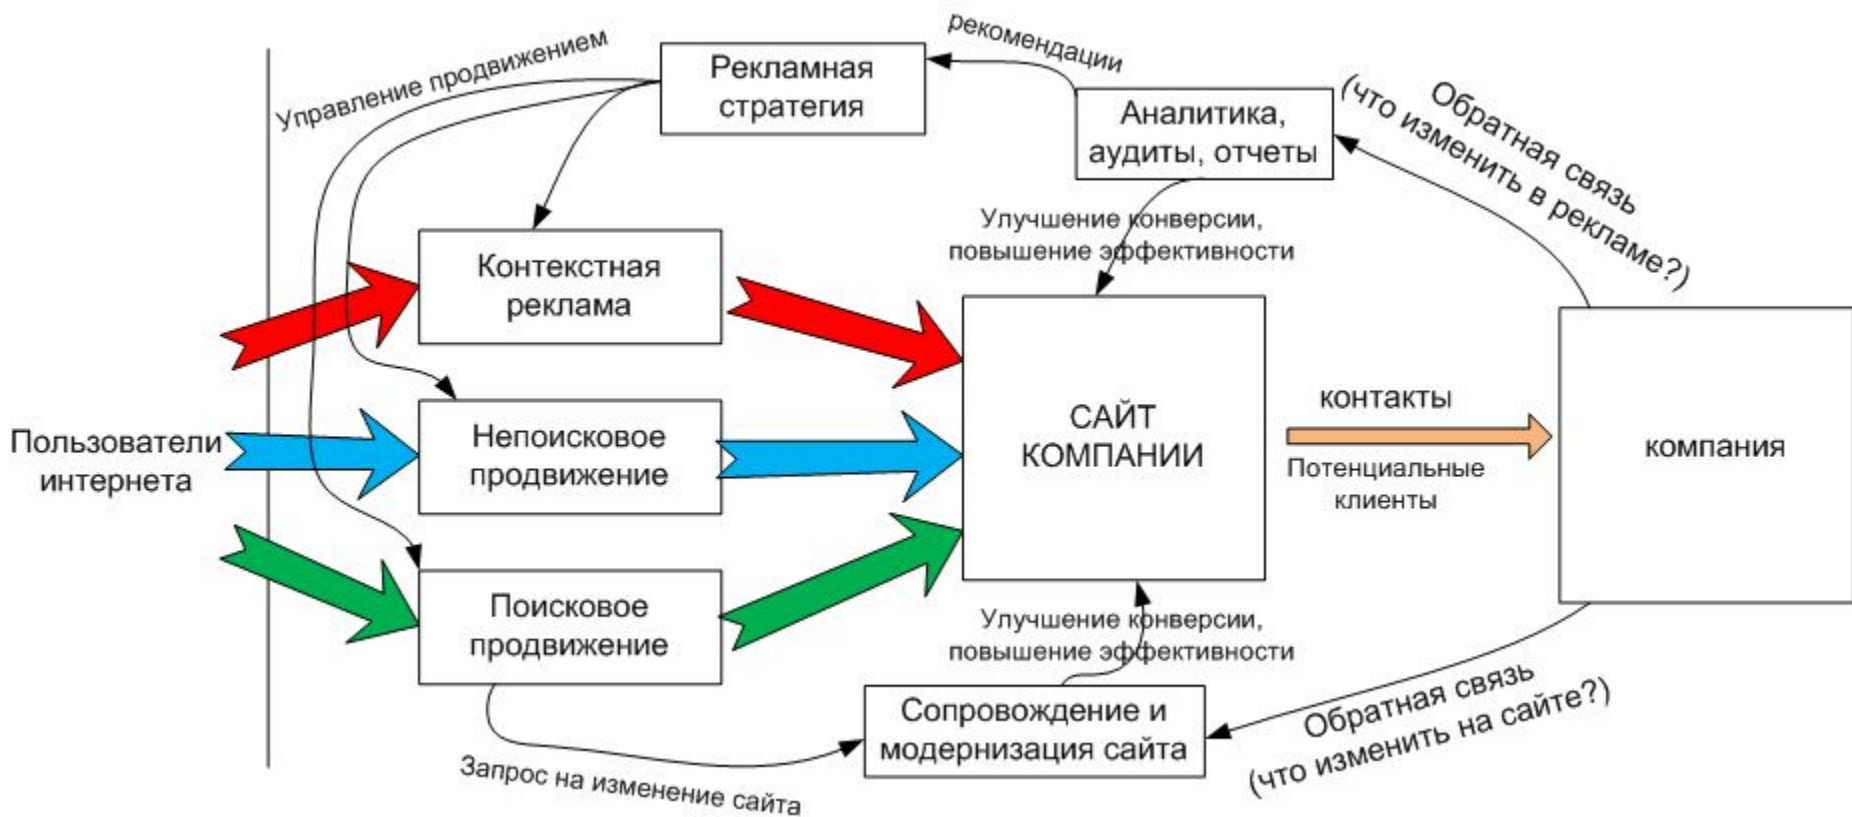 рекомендации
Управление продвижением
Рекламная
стратегия
Аналитика,
аудиты, отчеты
Обратная связь
(что изменить в рекламе?)
Улучшение конверсии,
повышение эффективности
Контекстная
реклама
Пользователи
интернета
Непоисковое
продвижение
САЙТ
КОМПАНИИ
контакты
Потенциальные
клиенты
компания
Поисковое
продвижение
Улучшение конверсии,
повышение эффективности
Сопровождение и
модернизация сайта
Обратная связь
(что изменить на сайте?)
Запрос на изменение сайта